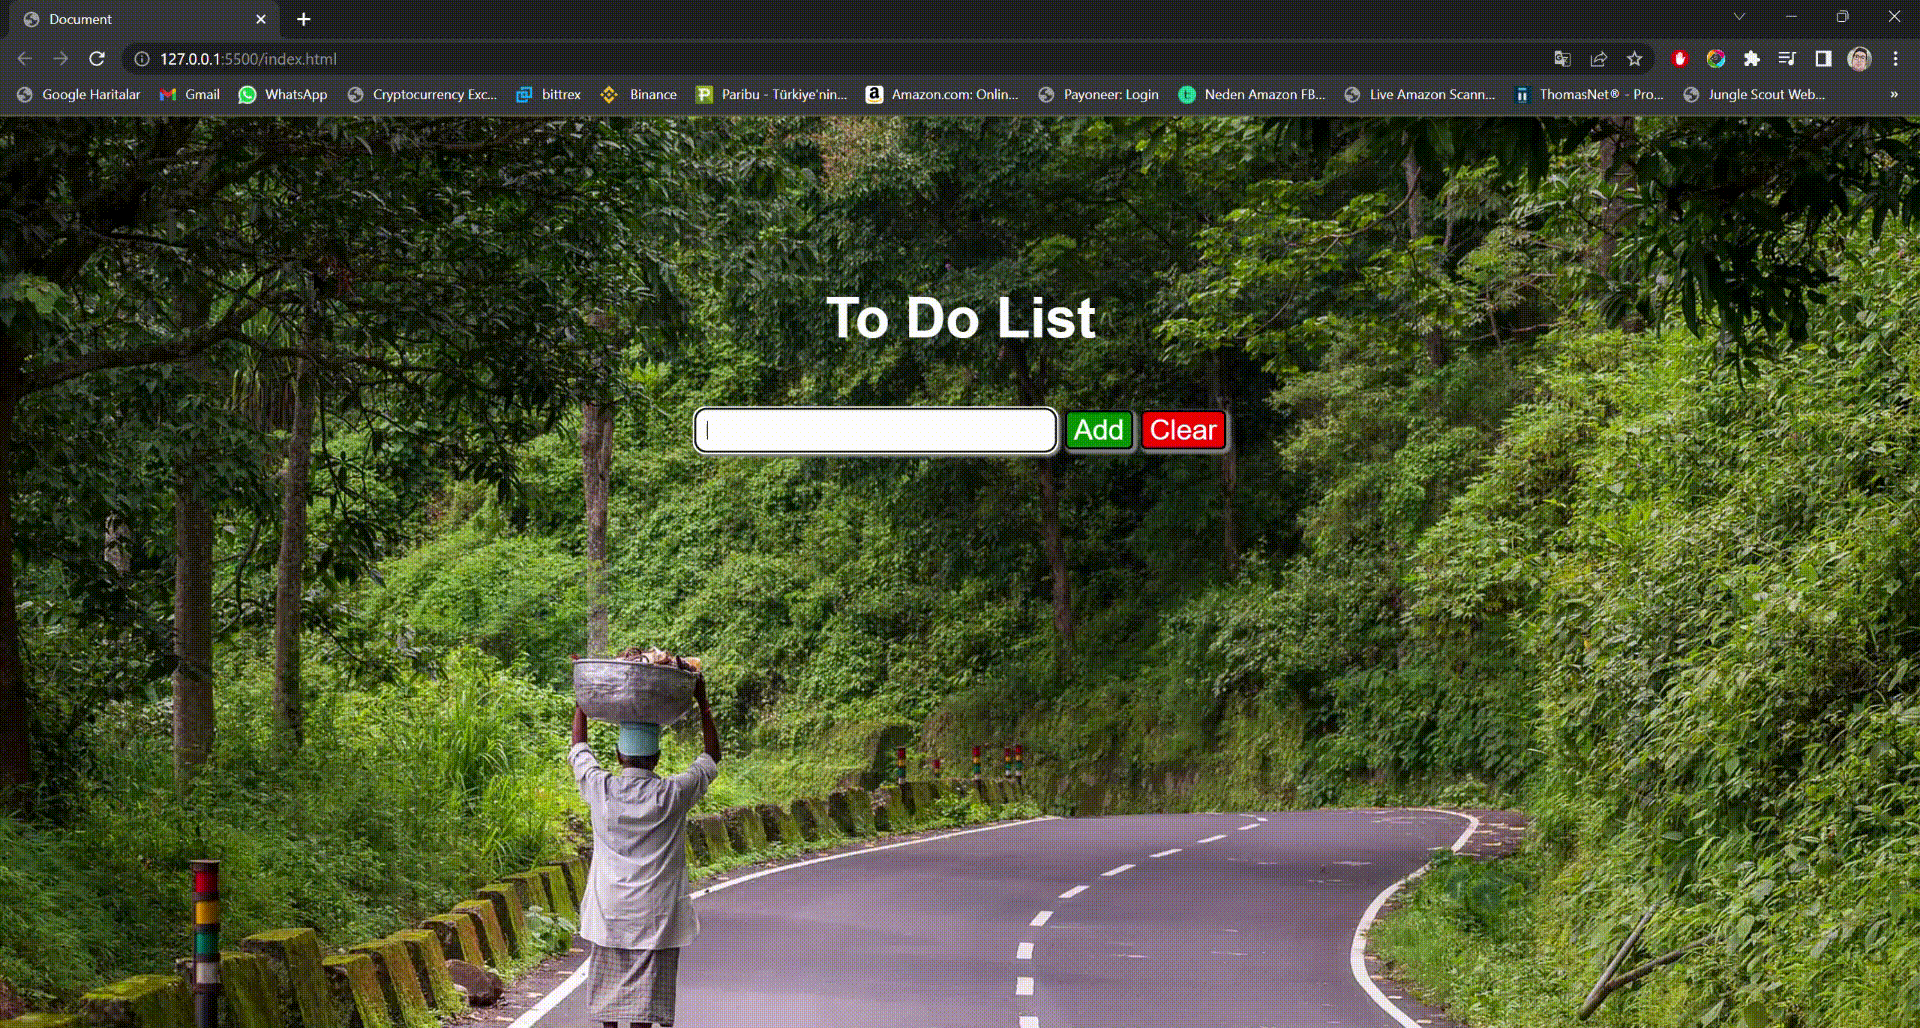 Document
127.0.0.1:5500/index.html
Google Haritalar Gmail WhatsApp Cryptocurrency Exc... bittrex Binance Paribu - Türkiye'nin... Amazon.com: Onlin... Payoneer: Login Neden Amazon FB... Live Amazon Scann... ThomasNet® - Pro... Jungle Scout Web... »
To Do List
Add Clear